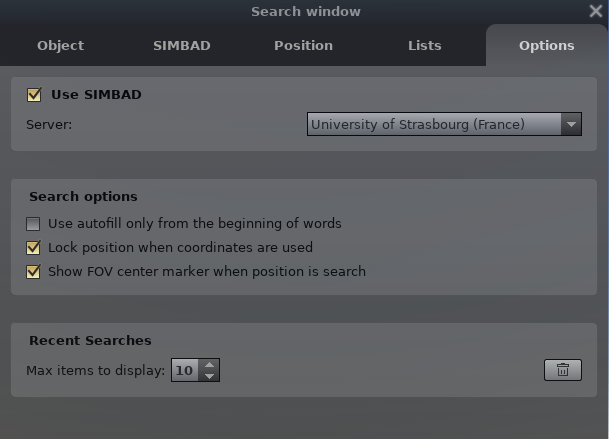 Search window
Object SIMBAD Position Lists Options
Use SIMBAD
Server: University of Strasbourg (France)
Search options
Use autofill only from the beginning of words
Lock position when coordinates are used
Show FOV center marker when position is search
Recent Searches
Max items to display: 10